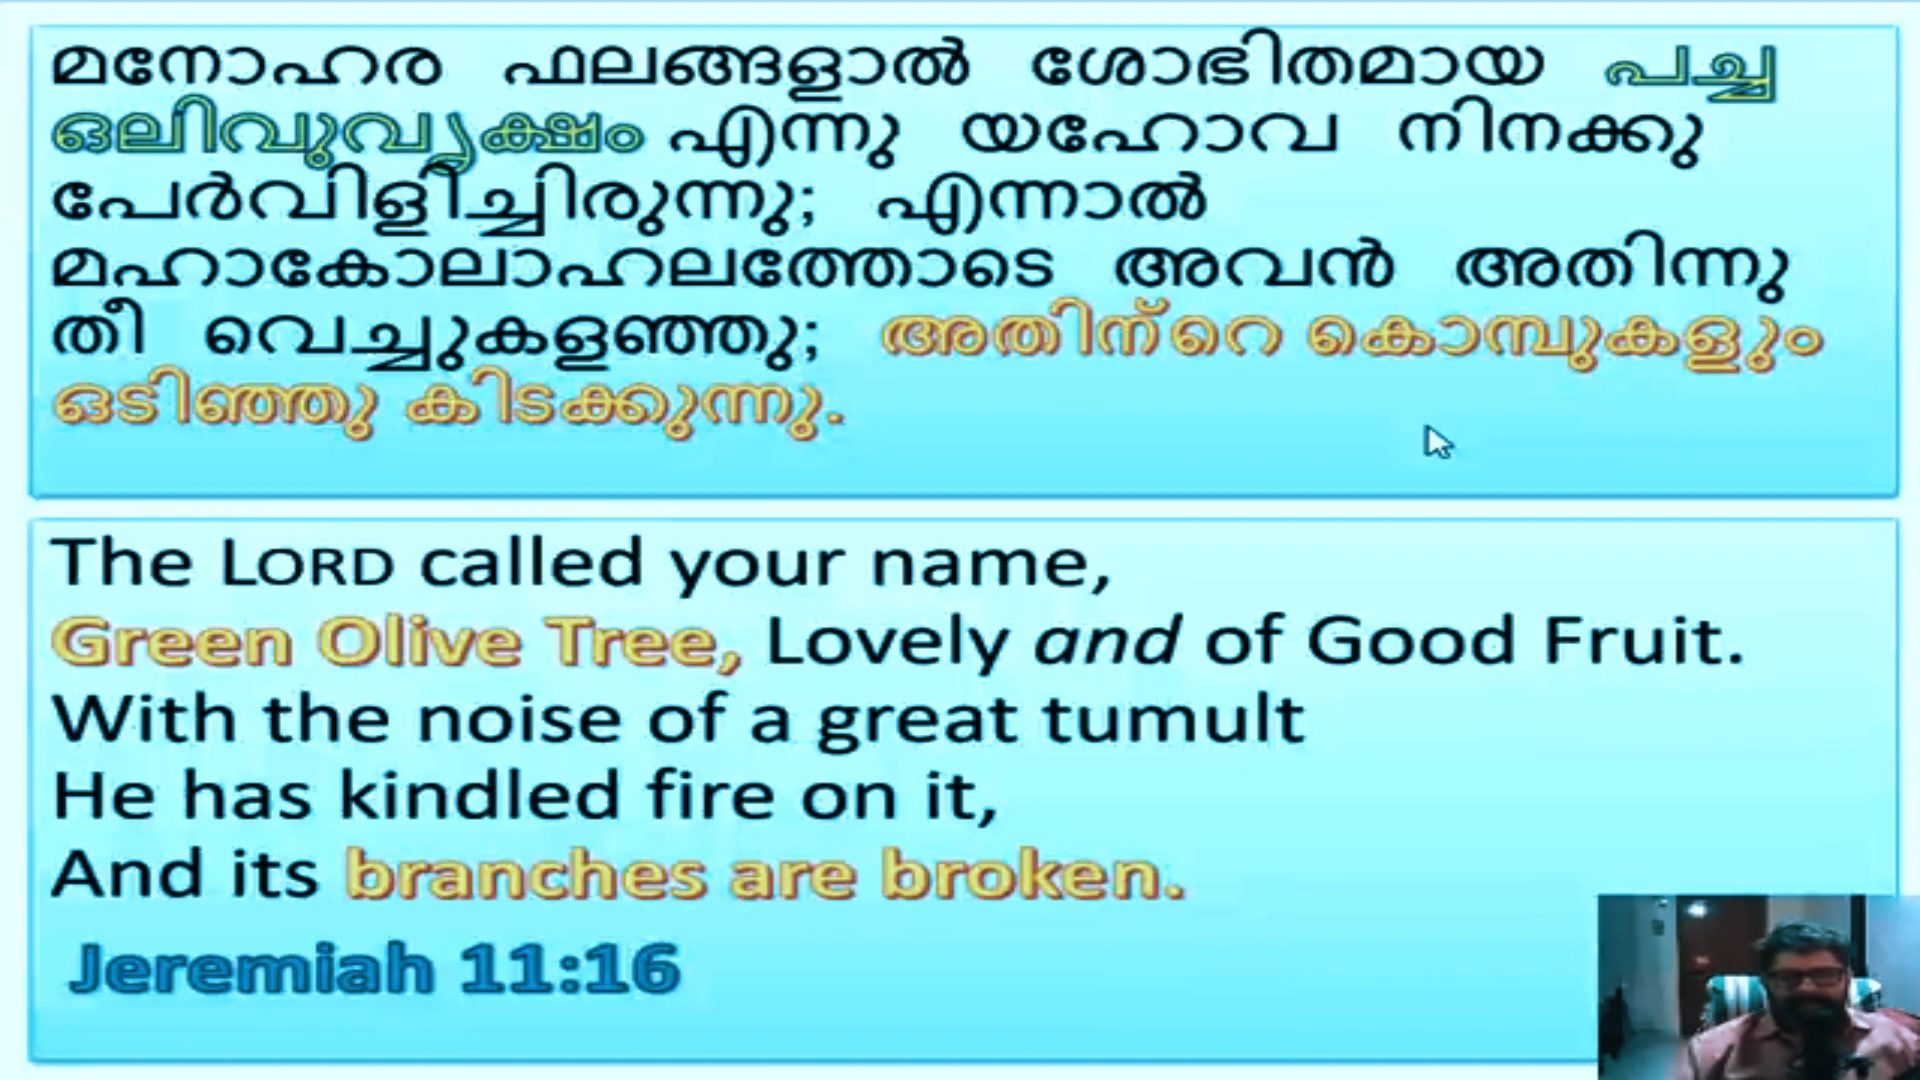 മനോഹര ഫലങ്ങളാൽ ശോഭിതമായ പച്ച
ഒലിവുവൃക്ഷം എന്നു യഹോവ നിനക്കു
പേർവിളിച്ചിരുന്നു; എന്നാൽ
മഹാകോലാഹലത്തോടെ അവൻ അതിന്നു
തീ വെച്ചുകളഞ്ഞു; അതിന്‍റെ കൊമ്പുകളും
ഒടിഞ്ഞു കിടക്കുന്നു.
The LORD called your name,
Green Olive Tree, Lovely and of Good Fruit.
With the noise of a great tumult
He has kindled fire on it,
And its branches are broken.
Jeremiah 11:16